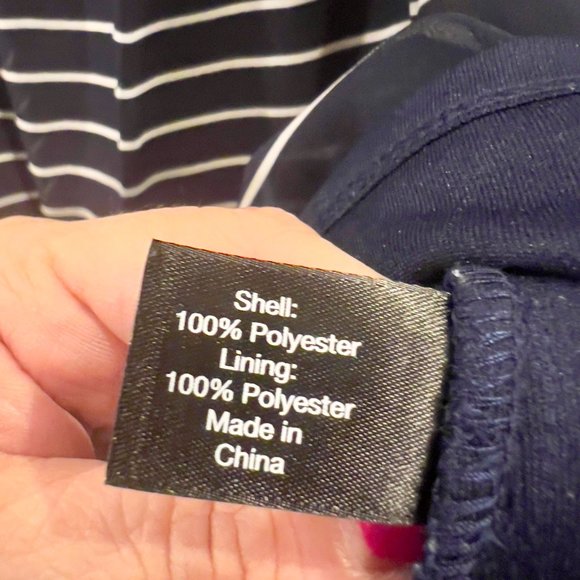 Shell:
100% Polyester
Lining:
100% Polyester
Made in
China